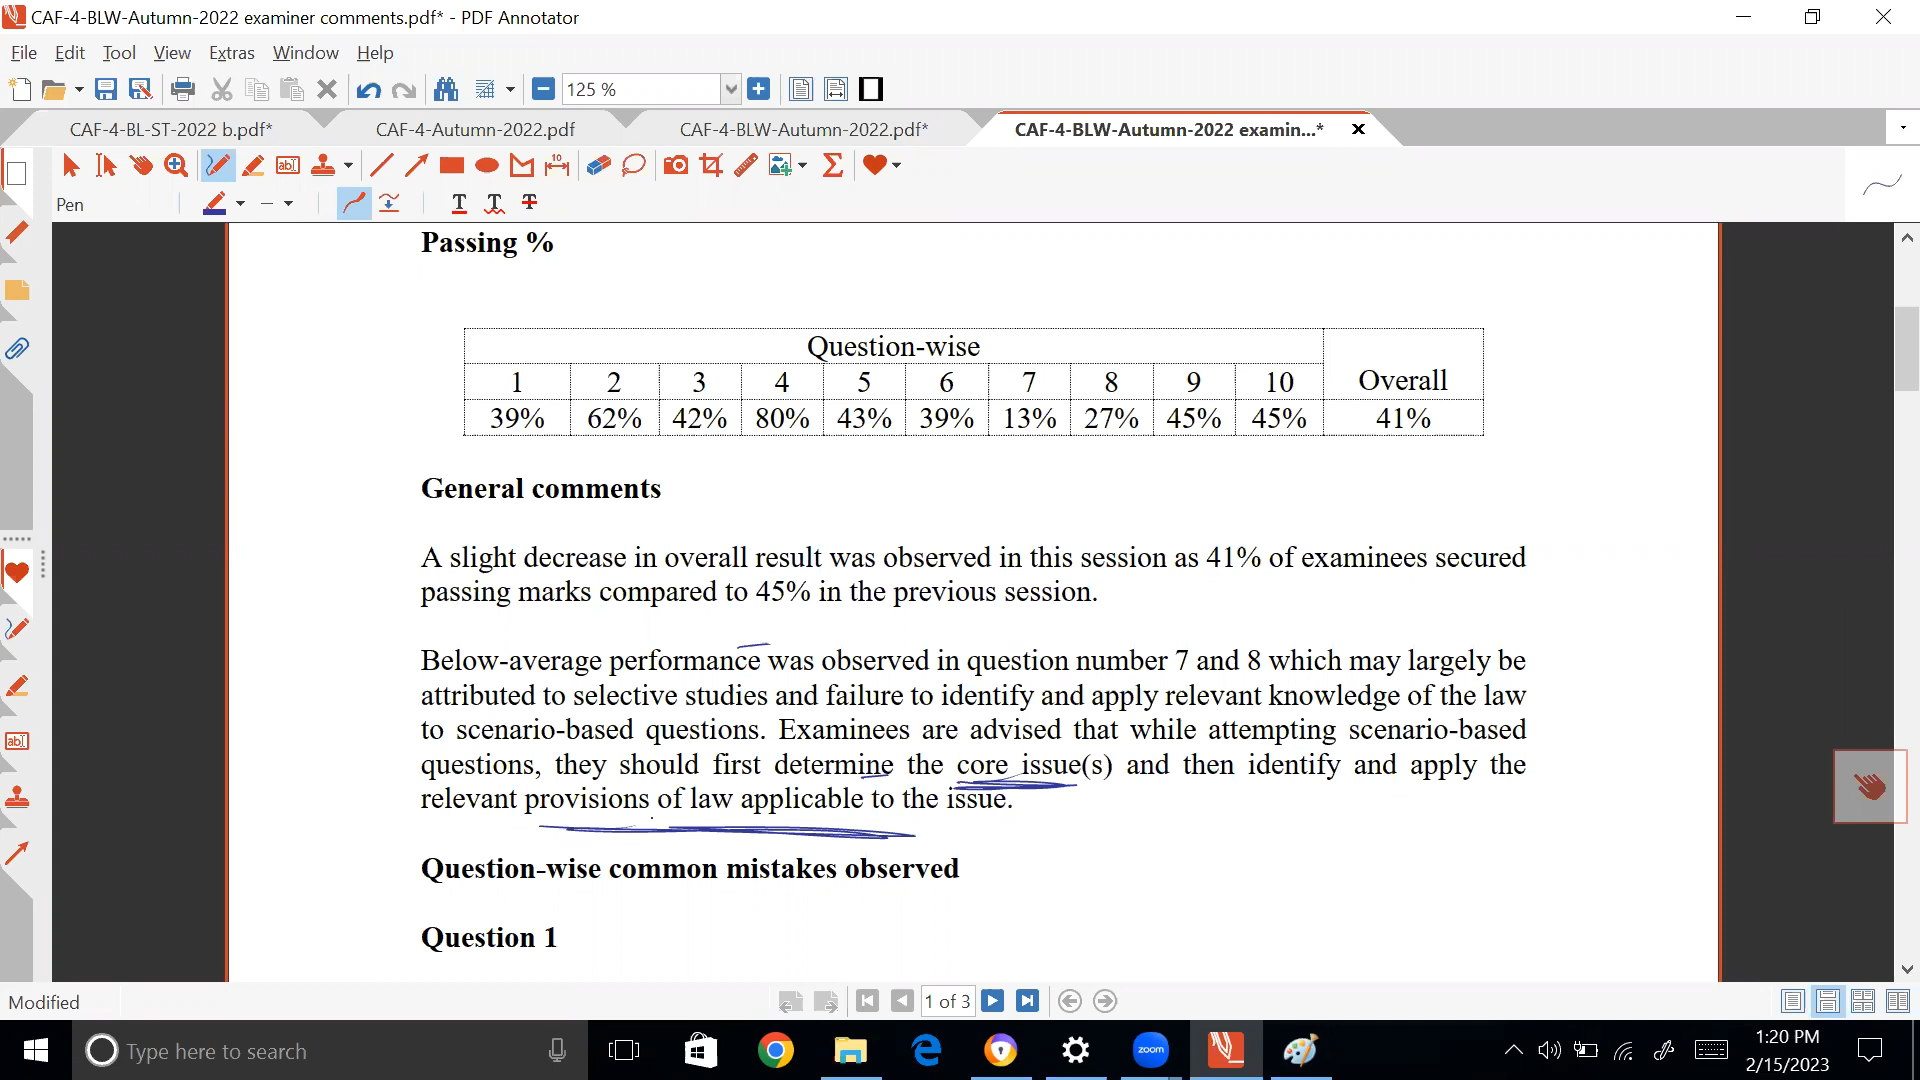 CAF-4-BLW-Autumn-2022 examiner comments.pdf* - PDF Annotator
File Edit Tool View Extras Window Help
125 %
CAF-4-BL-ST-2022 b.pdf* CAF-4-Autumn-2022.pdf CAF-4-BLW-Autumn-2022.pdf* CAF-4-BLW-Autumn-2022 examin...*
Pen
Passing %
Question-wise
1 2 3 4 5 6 7 8 9 10 Overall
39% 62% 42% 80% 43% 39% 13% 27% 45% 45% 41%
General comments
A slight decrease in overall result was observed in this session as 41% of examinees secured
passing marks compared to 45% in the previous session.
Below-average performance was observed in question number 7 and 8 which may largely be
attributed to selective studies and failure to identify and apply relevant knowledge of the law
to scenario-based questions. Examinees are advised that while attempting scenario-based
questions, they should first determine the core issue(s) and then identify and apply the
relevant provisions of law applicable to the issue.
Question-wise common mistakes observed
Question 1
Modified
1 of 3
Type here to search
zoom
1:20 PM
2/15/2023